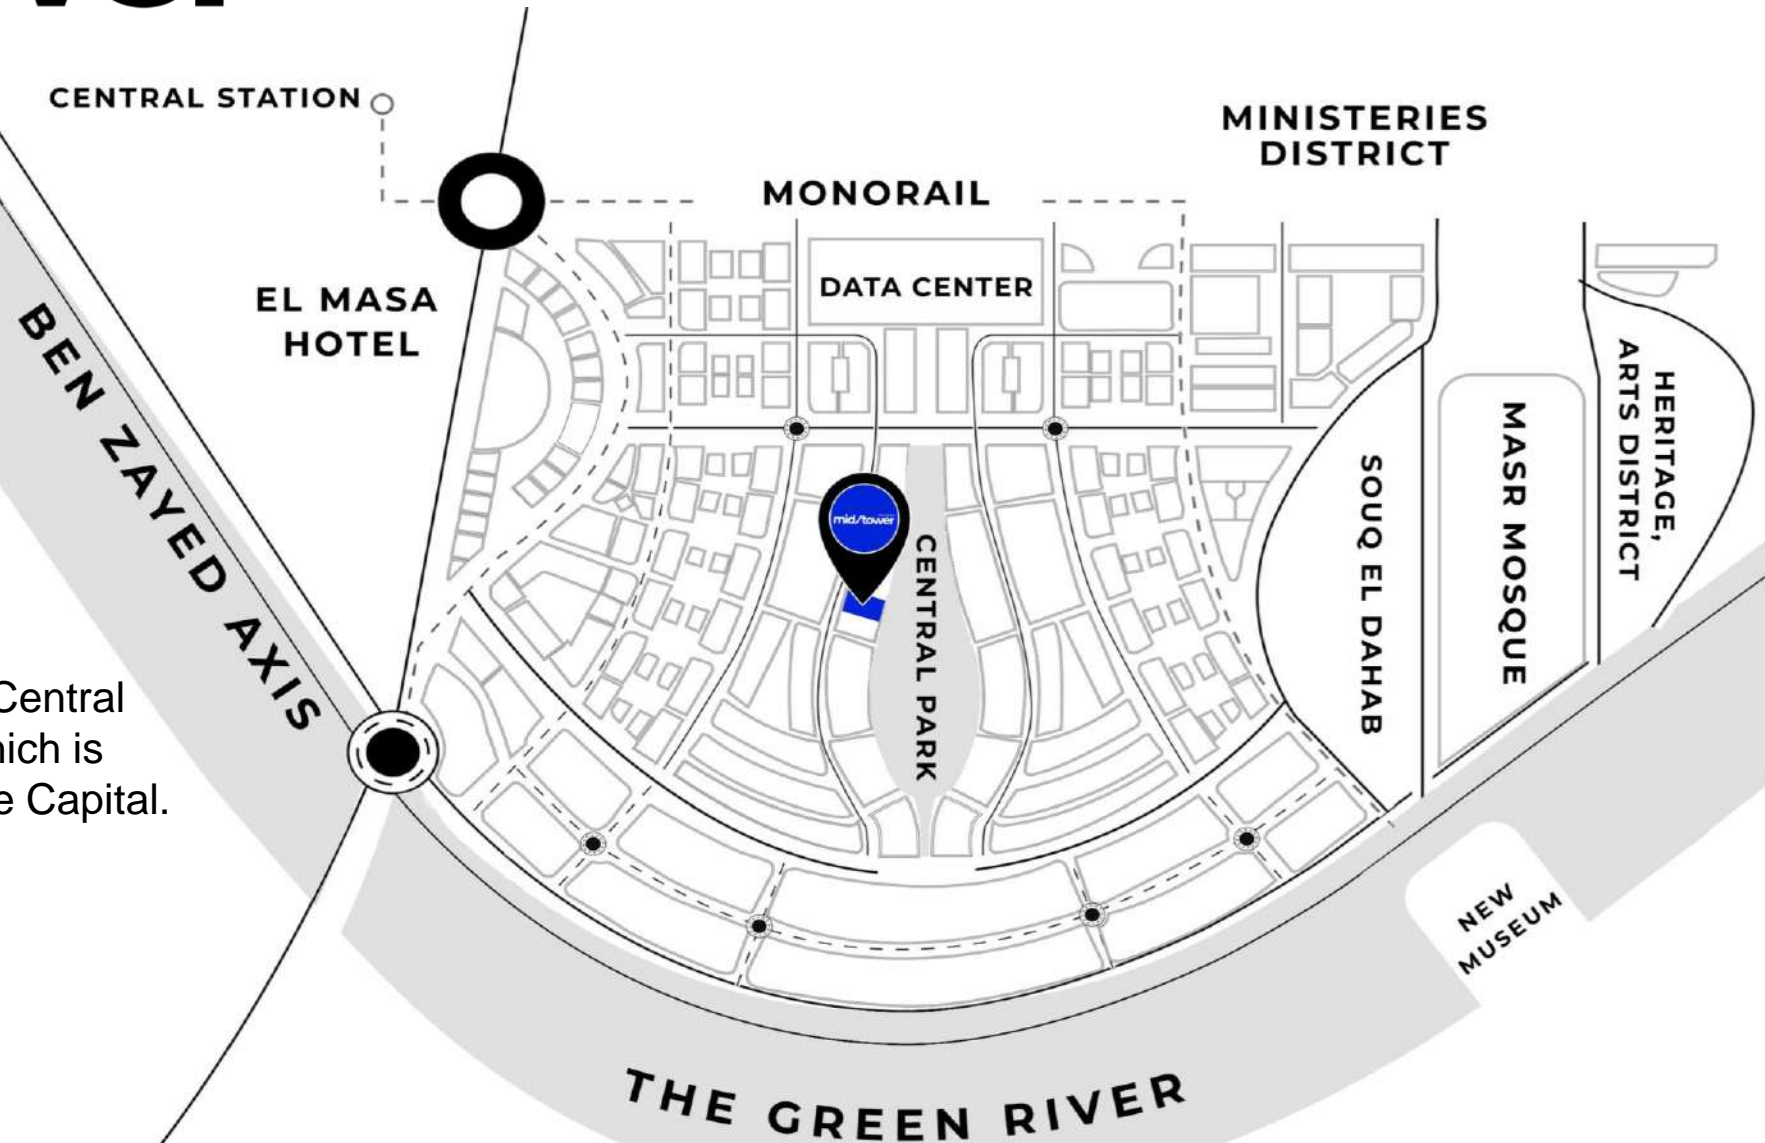 CENTRAL STATION
MINISTERIES
DISTRICT
MONORAIL
DATA CENTER
EL MASA
HOTEL
BEN ZAYED AXIS
mid/tower
CENTRAL PARK
SOUQ EL DAHAB
MASR MOSQUE
HERITAGE,
ARTS DISTRICT
Central
is
Capital.
NEW
MUSEUM
THE GREEN RIVER